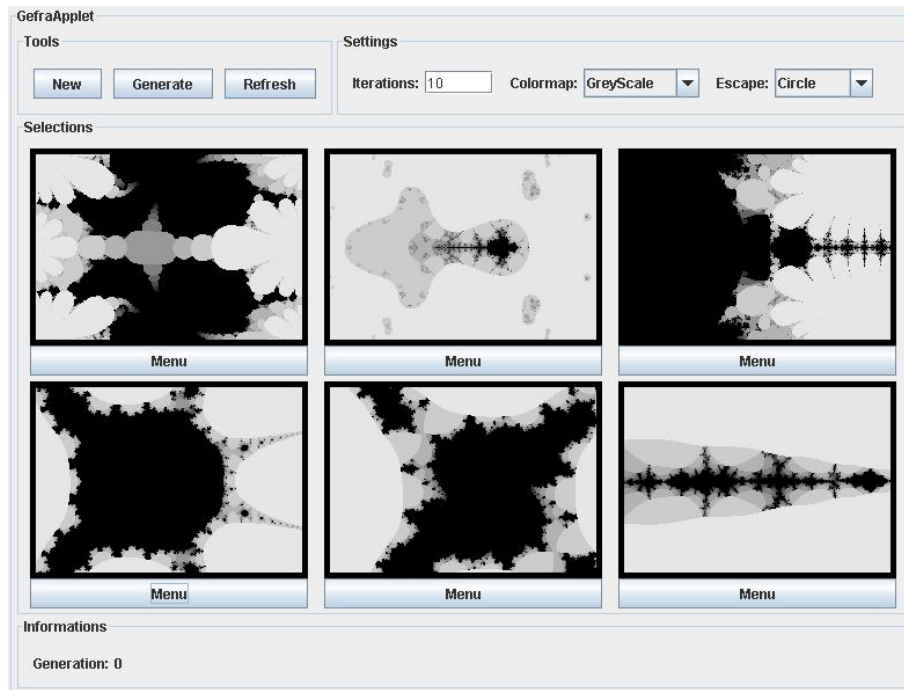 GefraApplet
Tools
Settings
New Generate Refresh
Iterations: 10 Colormap: GreyScale Escape: Circle
Selections
Menu Menu Menu
Menu Menu Menu
Informations
Generation: 0